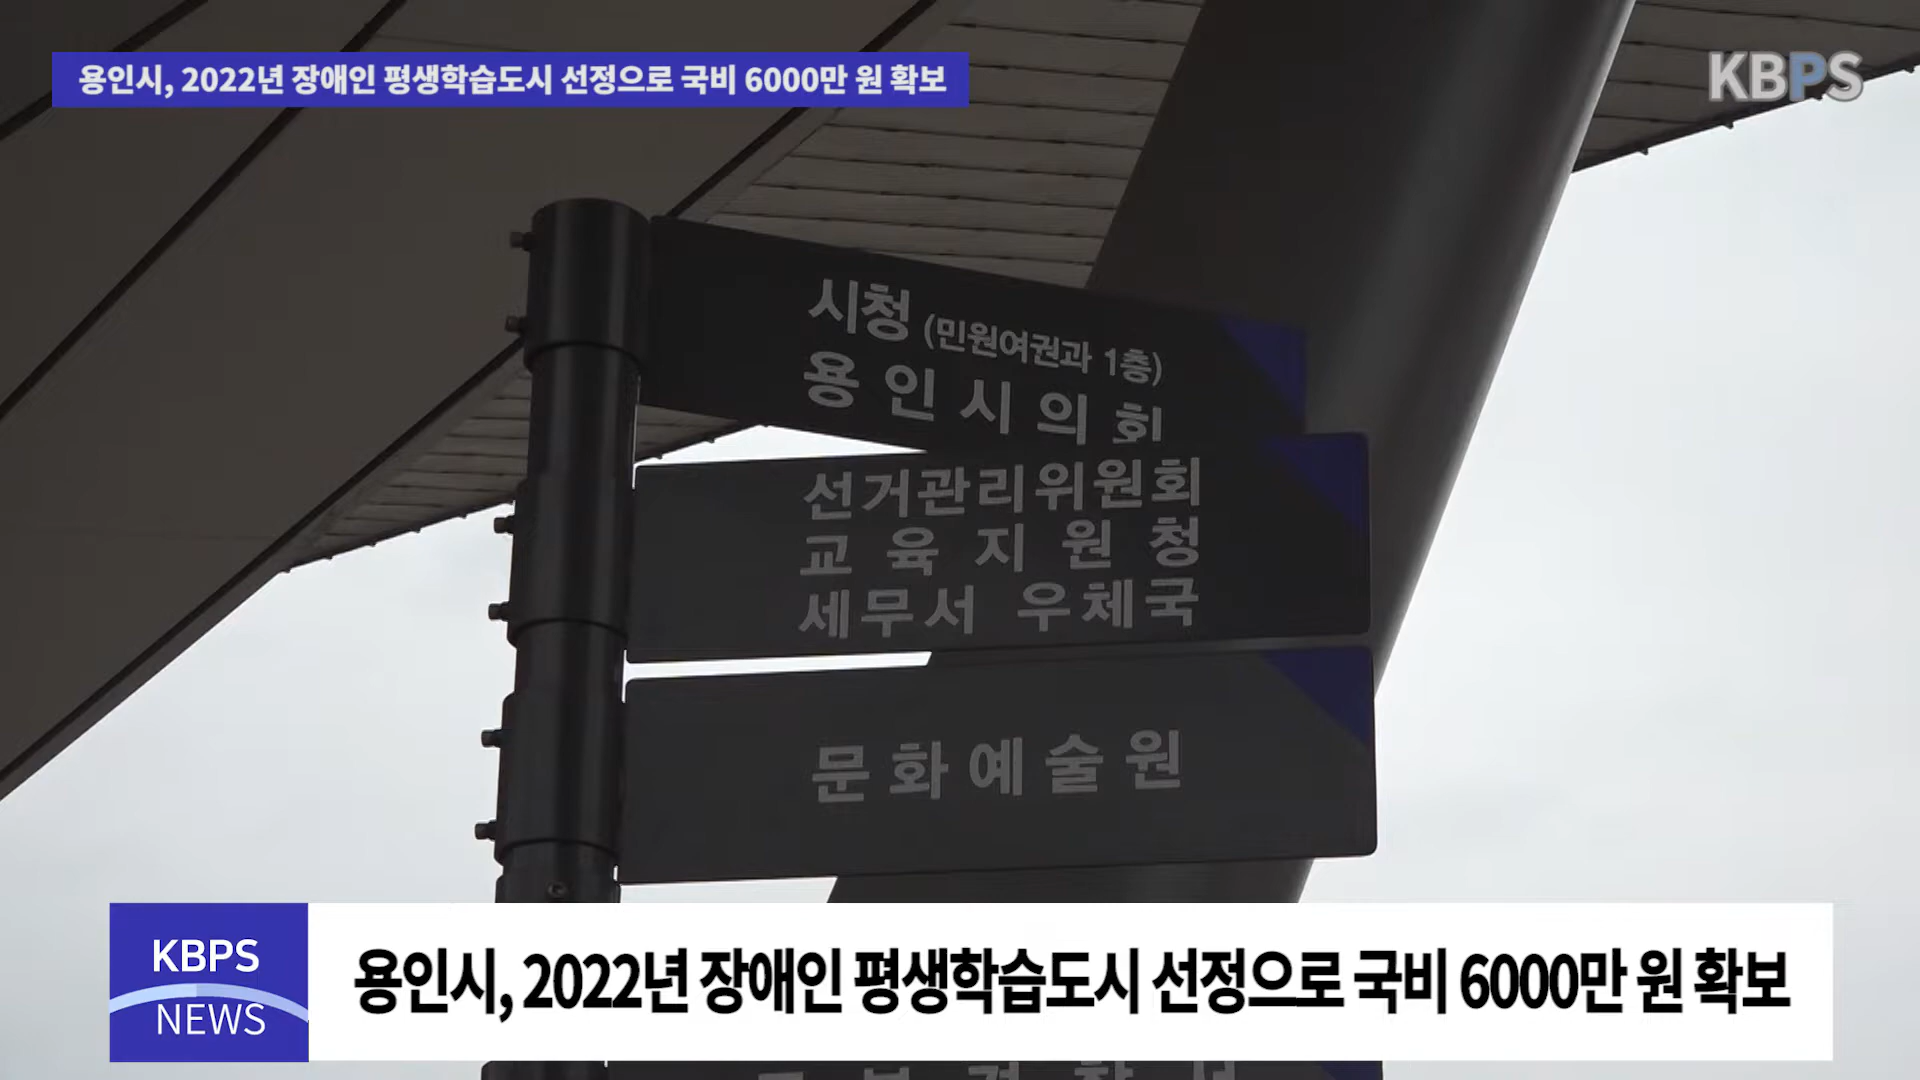 용인시, 2022년 장애인 평생학습도시 선정으로 국비 6000만 원 확보
KBPS
시청 (민원여권과 1층)
용인시의회
선거관리위원회
교육지원청
세무서 우체국
문화예술원
KBPS
NEWS
용인시, 2022년 장애인 평생학습도시 선정으로 국비 6000만 원 확보